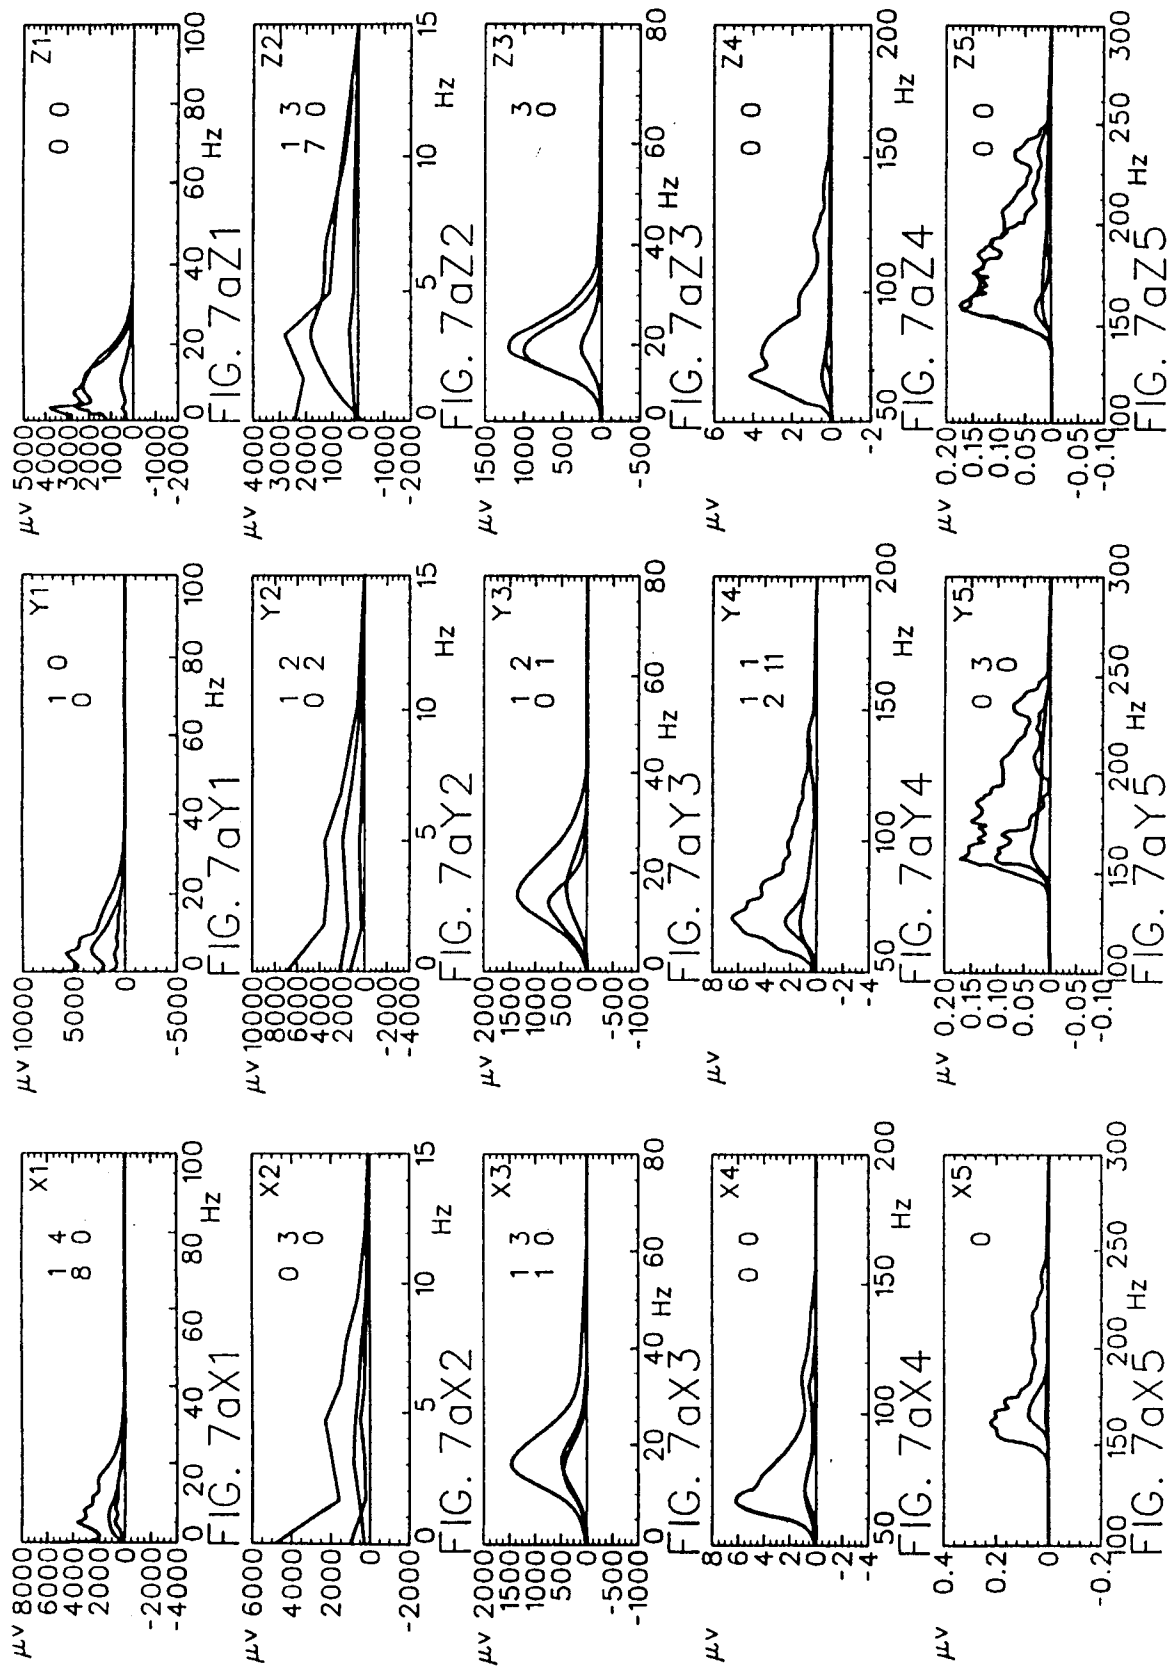 μv 8000
6000
4000
2000
0
-2000
-4000
X1
1 4
8 0
0 20 40 60 80 100
Hz
FIG. 7aX1
μv 10000
5000
0
-5000
Y1
1 0
0
0 20 40 60 80 100
Hz
FIG. 7aY1
μv 5000
4000
3000
2000
1000
0
-1000
-2000
Z1
0 0
0 20 40 60 80 100
Hz
FIG. 7aZ1
μv 6000
4000
2000
0
-2000
X2
0 3
0
0 5 10 15
Hz
FIG. 7aX2
μv 10000
8000
6000
4000
2000
0
-2000
-4000
Y2
1 2
0 2
0 5 10 15
Hz
FIG. 7aY2
μv 4000
3000
2000
1000
0
-1000
-2000
Z2
1 3
7 0
0 5 10 15
Hz
FIG. 7aZ2
μv 2000
1500
1000
500
0
-500
-1000
X3
1 3
1 0
0 20 40 60 80
Hz
FIG. 7aX3
μv 2000
1500
1000
500
0
-500
-1000
Y3
1 2
0 1
0 20 40 60 80
Hz
FIG. 7aY3
μv 1500
1000
500
0
-500
Z3
3
0
0 20 40 60 80
Hz
FIG. 7aZ3
μv
8
6
4
2
0
-2
-4
X4
0 0
50 100 150 200
Hz
FIG. 7aX4
μv
8
6
4
2
0
-2
-4
Y4
1 1
2 11
50 100 150 200
Hz
FIG. 7aY4
μv
6
4
2
0
-2
Z4
0 0
50 100 150 200
Hz
FIG. 7aZ4
μv
0.4
0.2
0
-0.2
X5
0
100 150 200 250 300
Hz
FIG. 7aX5
μv
0.20
0.15
0.10
0.05
0
-0.05
-0.10
Y5
0 3
0
100 150 200 250 300
Hz
FIG. 7aY5
μv
0.20
0.15
0.10
0.05
0
-0.05
-0.10
Z5
0 0
100 150 200 250 300
Hz
FIG. 7aZ5